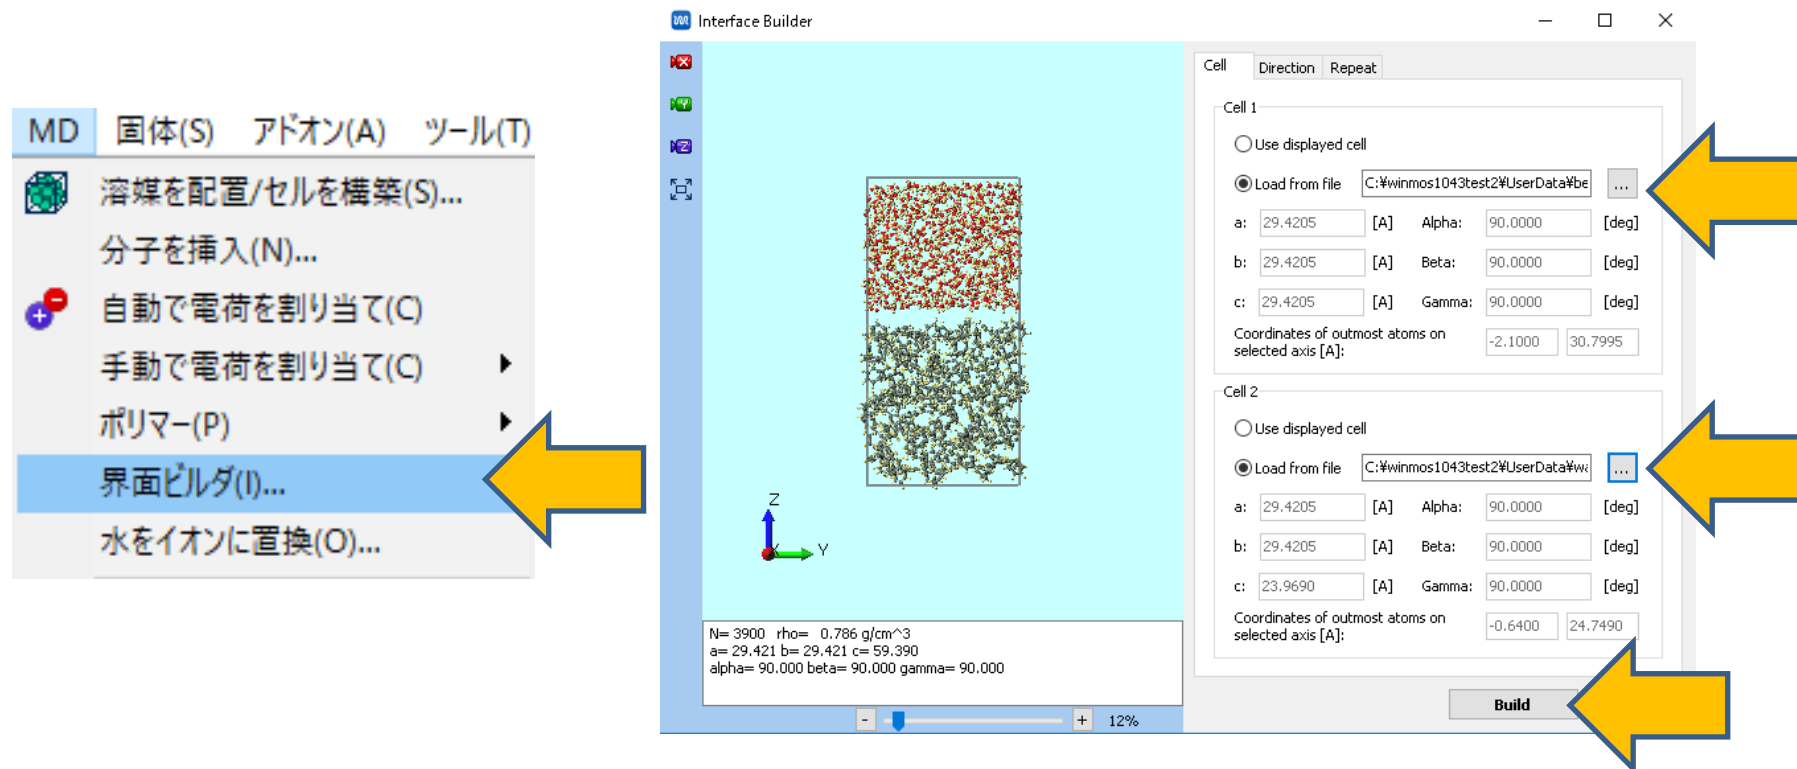 MD 固体(S) アドオン(A) ツール(T)
溶媒を配置/セルを構築(S)...
分子を挿入(N)...
自動で電荷を割り当て(C)
手動で電荷を割り当て(C)
ポリマー(P)
界面ビルダ(I)...
水をイオンに置換(O)...
Interface Builder
X
Y
Z
Z
X
Y
N= 3900 rho= 0.786 g/cm^3
a= 29.421 b= 29.421 c= 59.390
alpha= 90.000 beta= 90.000 gamma= 90.000
- + 12%
Cell Direction Repeat
Cell 1
Use displayed cell
Load from file C:¥winmos1043test2¥UserData¥be ...
a: 29.4205 [A] Alpha: 90.0000 [deg]
b: 29.4205 [A] Beta: 90.0000 [deg]
c: 29.4205 [A] Gamma: 90.0000 [deg]
Coordinates of outmost atoms on
selected axis [A]: -2.1000 30.7995
Cell 2
Use displayed cell
Load from file C:¥winmos1043test2¥UserData¥wa ...
a: 29.4205 [A] Alpha: 90.0000 [deg]
b: 29.4205 [A] Beta: 90.0000 [deg]
c: 23.9690 [A] Gamma: 90.0000 [deg]
Coordinates of outmost atoms on
selected axis [A]: -0.6400 24.7490
Build